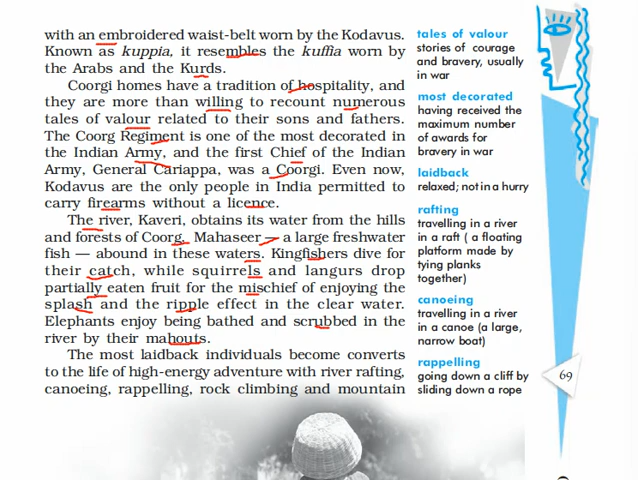 with an embroidered waist-belt worn by the Kodavus.
Known as kuppia, it resembles the kuffia worn by
the Arabs and the Kurds.
Coorgi homes have a tradition of hospitality, and
they are more than willing to recount numerous
tales of valour related to their sons and fathers.
The Coorg Regiment is one of the most decorated in
the Indian Army, and the first Chief of the Indian
Army, General Cariappa, was a Coorgi. Even now,
Kodavus are the only people in India permitted to
carry firearms without a licence.
The river, Kaveri, obtains its water from the hills
and forests of Coorg. Mahaseer — a large freshwater
fish — abound in these waters. Kingfishers dive for
their catch, while squirrels and langurs drop
partially eaten fruit for the mischief of enjoying the
splash and the ripple effect in the clear water.
Elephants enjoy being bathed and scrubbed in the
river by their mahouts.
The most laidback individuals become converts
to the life of high-energy adventure with river rafting,
canoeing, rappelling, rock climbing and mountain
tales of valour
stories of courage
and bravery, usually
in war
most decorated
having received the
maximum number
of awards for
bravery in war
laidback
relaxed; not in a hurry
rafting
travelling in a river
in a raft ( a floating
platform made by
tying planks
together)
canoeing
travelling in a river
in a canoe (a large,
narrow boat)
rappelling
going down a cliff by
sliding down a rope
69